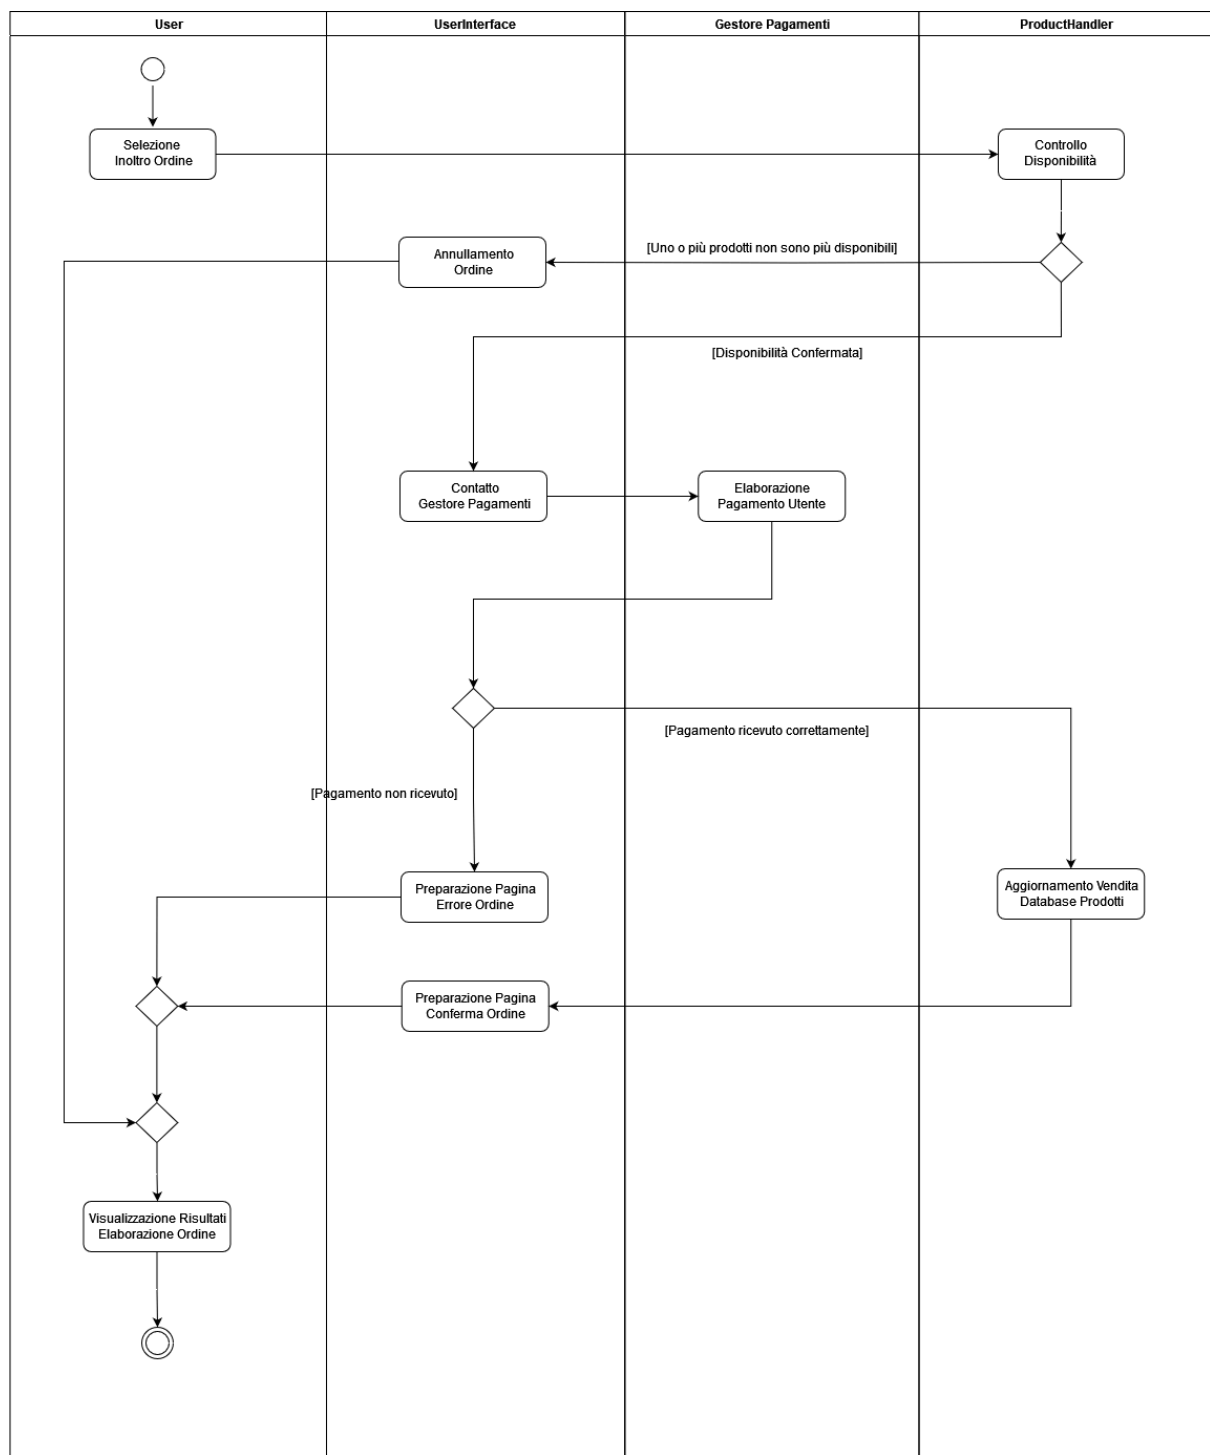 User
UserInterface
Gestore Pagamenti
ProductHandler
Selezione
Inoltro Ordine
Controllo
Disponibilità
[Uno o più prodotti non sono più disponibili]
Annullamento
Ordine
[Disponibilità Confermata]
Contatto
Gestore Pagamenti
Elaborazione
Pagamento Utente
[Pagamento ricevuto correttamente]
[Pagamento non ricevuto]
Preparazione Pagina
Errore Ordine
Aggiornamento Vendita
Database Prodotti
Preparazione Pagina
Conferma Ordine
Visualizzazione Risultati
Elaborazione Ordine